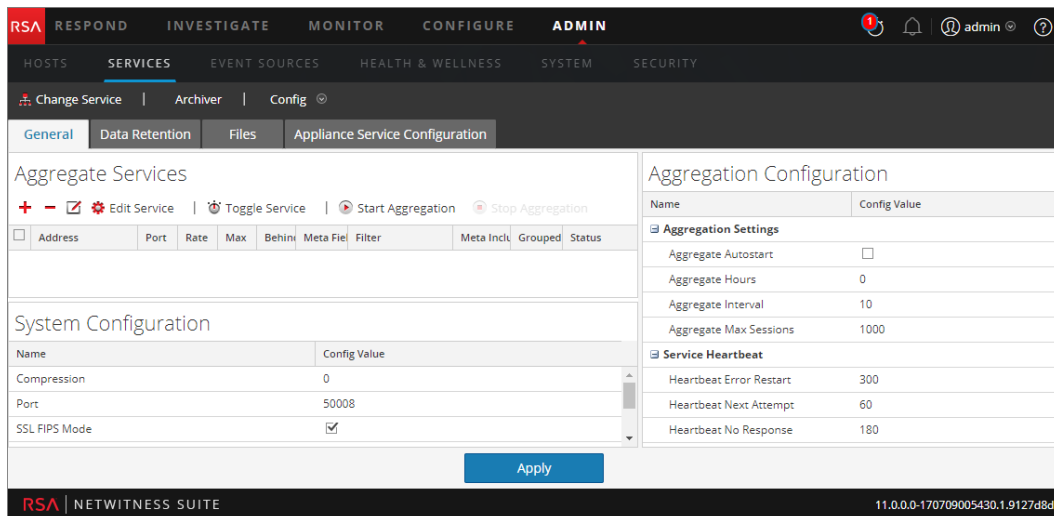 RSA RESPOND INVESTIGATE MONITOR CONFIGURE ADMIN 1 admin ?
HOSTS SERVICES EVENT SOURCES HEALTH & WELLNESS SYSTEM SECURITY
Change Service | Archiver | Config
General Data Retention Files Appliance Service Configuration
Aggregate Services
Edit Service | Toggle Service | Start Aggregation Stop Aggregation
Address Port Rate Max Behin Meta Fiel Filter Meta Inclu Grouped Status
System Configuration
Name Config Value
Compression 0
Port 50008
SSL FIPS Mode
Aggregation Configuration
Name Config Value
Aggregation Settings
Aggregate Autostart
Aggregate Hours 0
Aggregate Interval 10
Aggregate Max Sessions 1000
Service Heartbeat
Heartbeat Error Restart 300
Heartbeat Next Attempt 60
Heartbeat No Response 180
Apply
RSA | NETWITNESS SUITE 11.0.0.0-170709005430.1.9127d8d